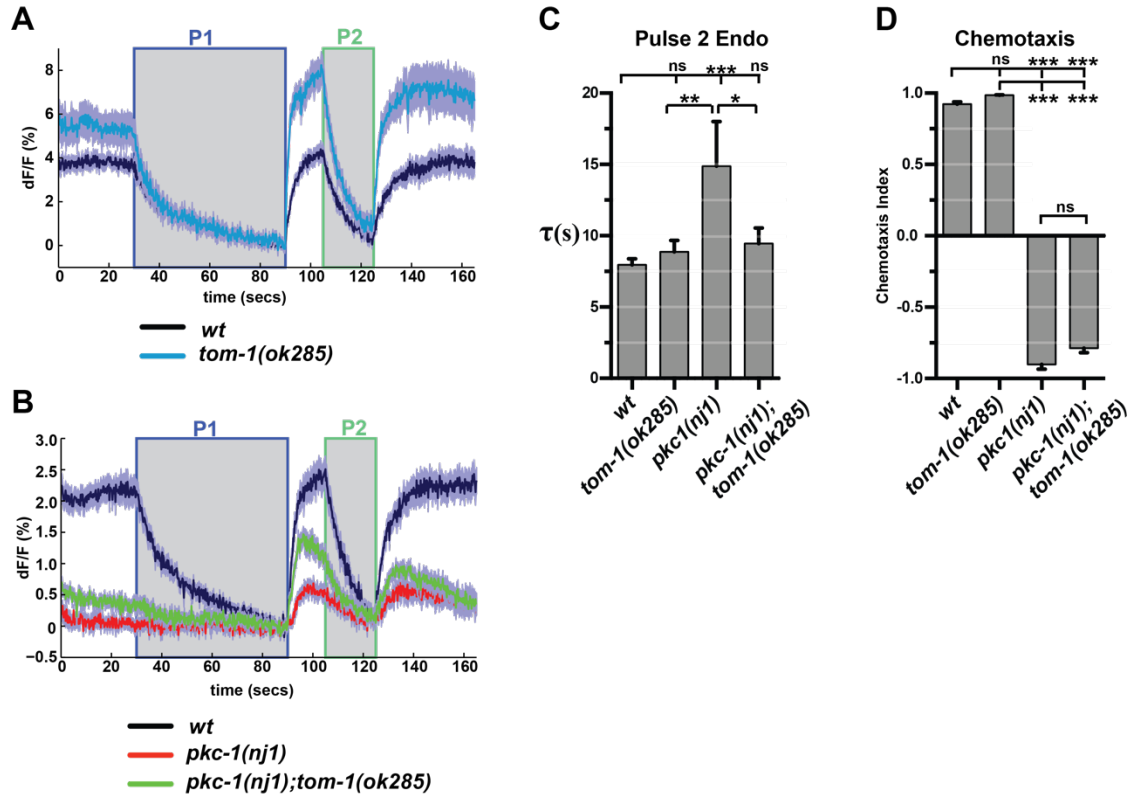 A
P1
P2
8
6
4
2
0
dF/F (%)
0 20 40 60 80 100 120 140 160
time (secs)
wt
tom-1(ok285)
B
P1
P2
3.0
2.5
2.0
1.5
1.0
0.5
0
−0.5
dF/F (%)
0 20 40 60 80 100 120 140 160
time (secs)
wt
pkc-1(nj1)
pkc-1(nj1);tom-1(ok285)
C
Pulse 2 Endo
ns *** ns
** *
20
15
10
5
0
τ(s)
wt
tom-1(ok285)
pkc1(nj1)
pkc-1(nj1);
tom-1(ok285)
D
Chemotaxis
ns *** ***
*** ***
ns
1.0
0.5
0.0
-0.5
-1.0
Chemotaxis Index
wt
tom-1(ok285)
pkc1(nj1)
pkc-1(nj1);
tom-1(ok285)